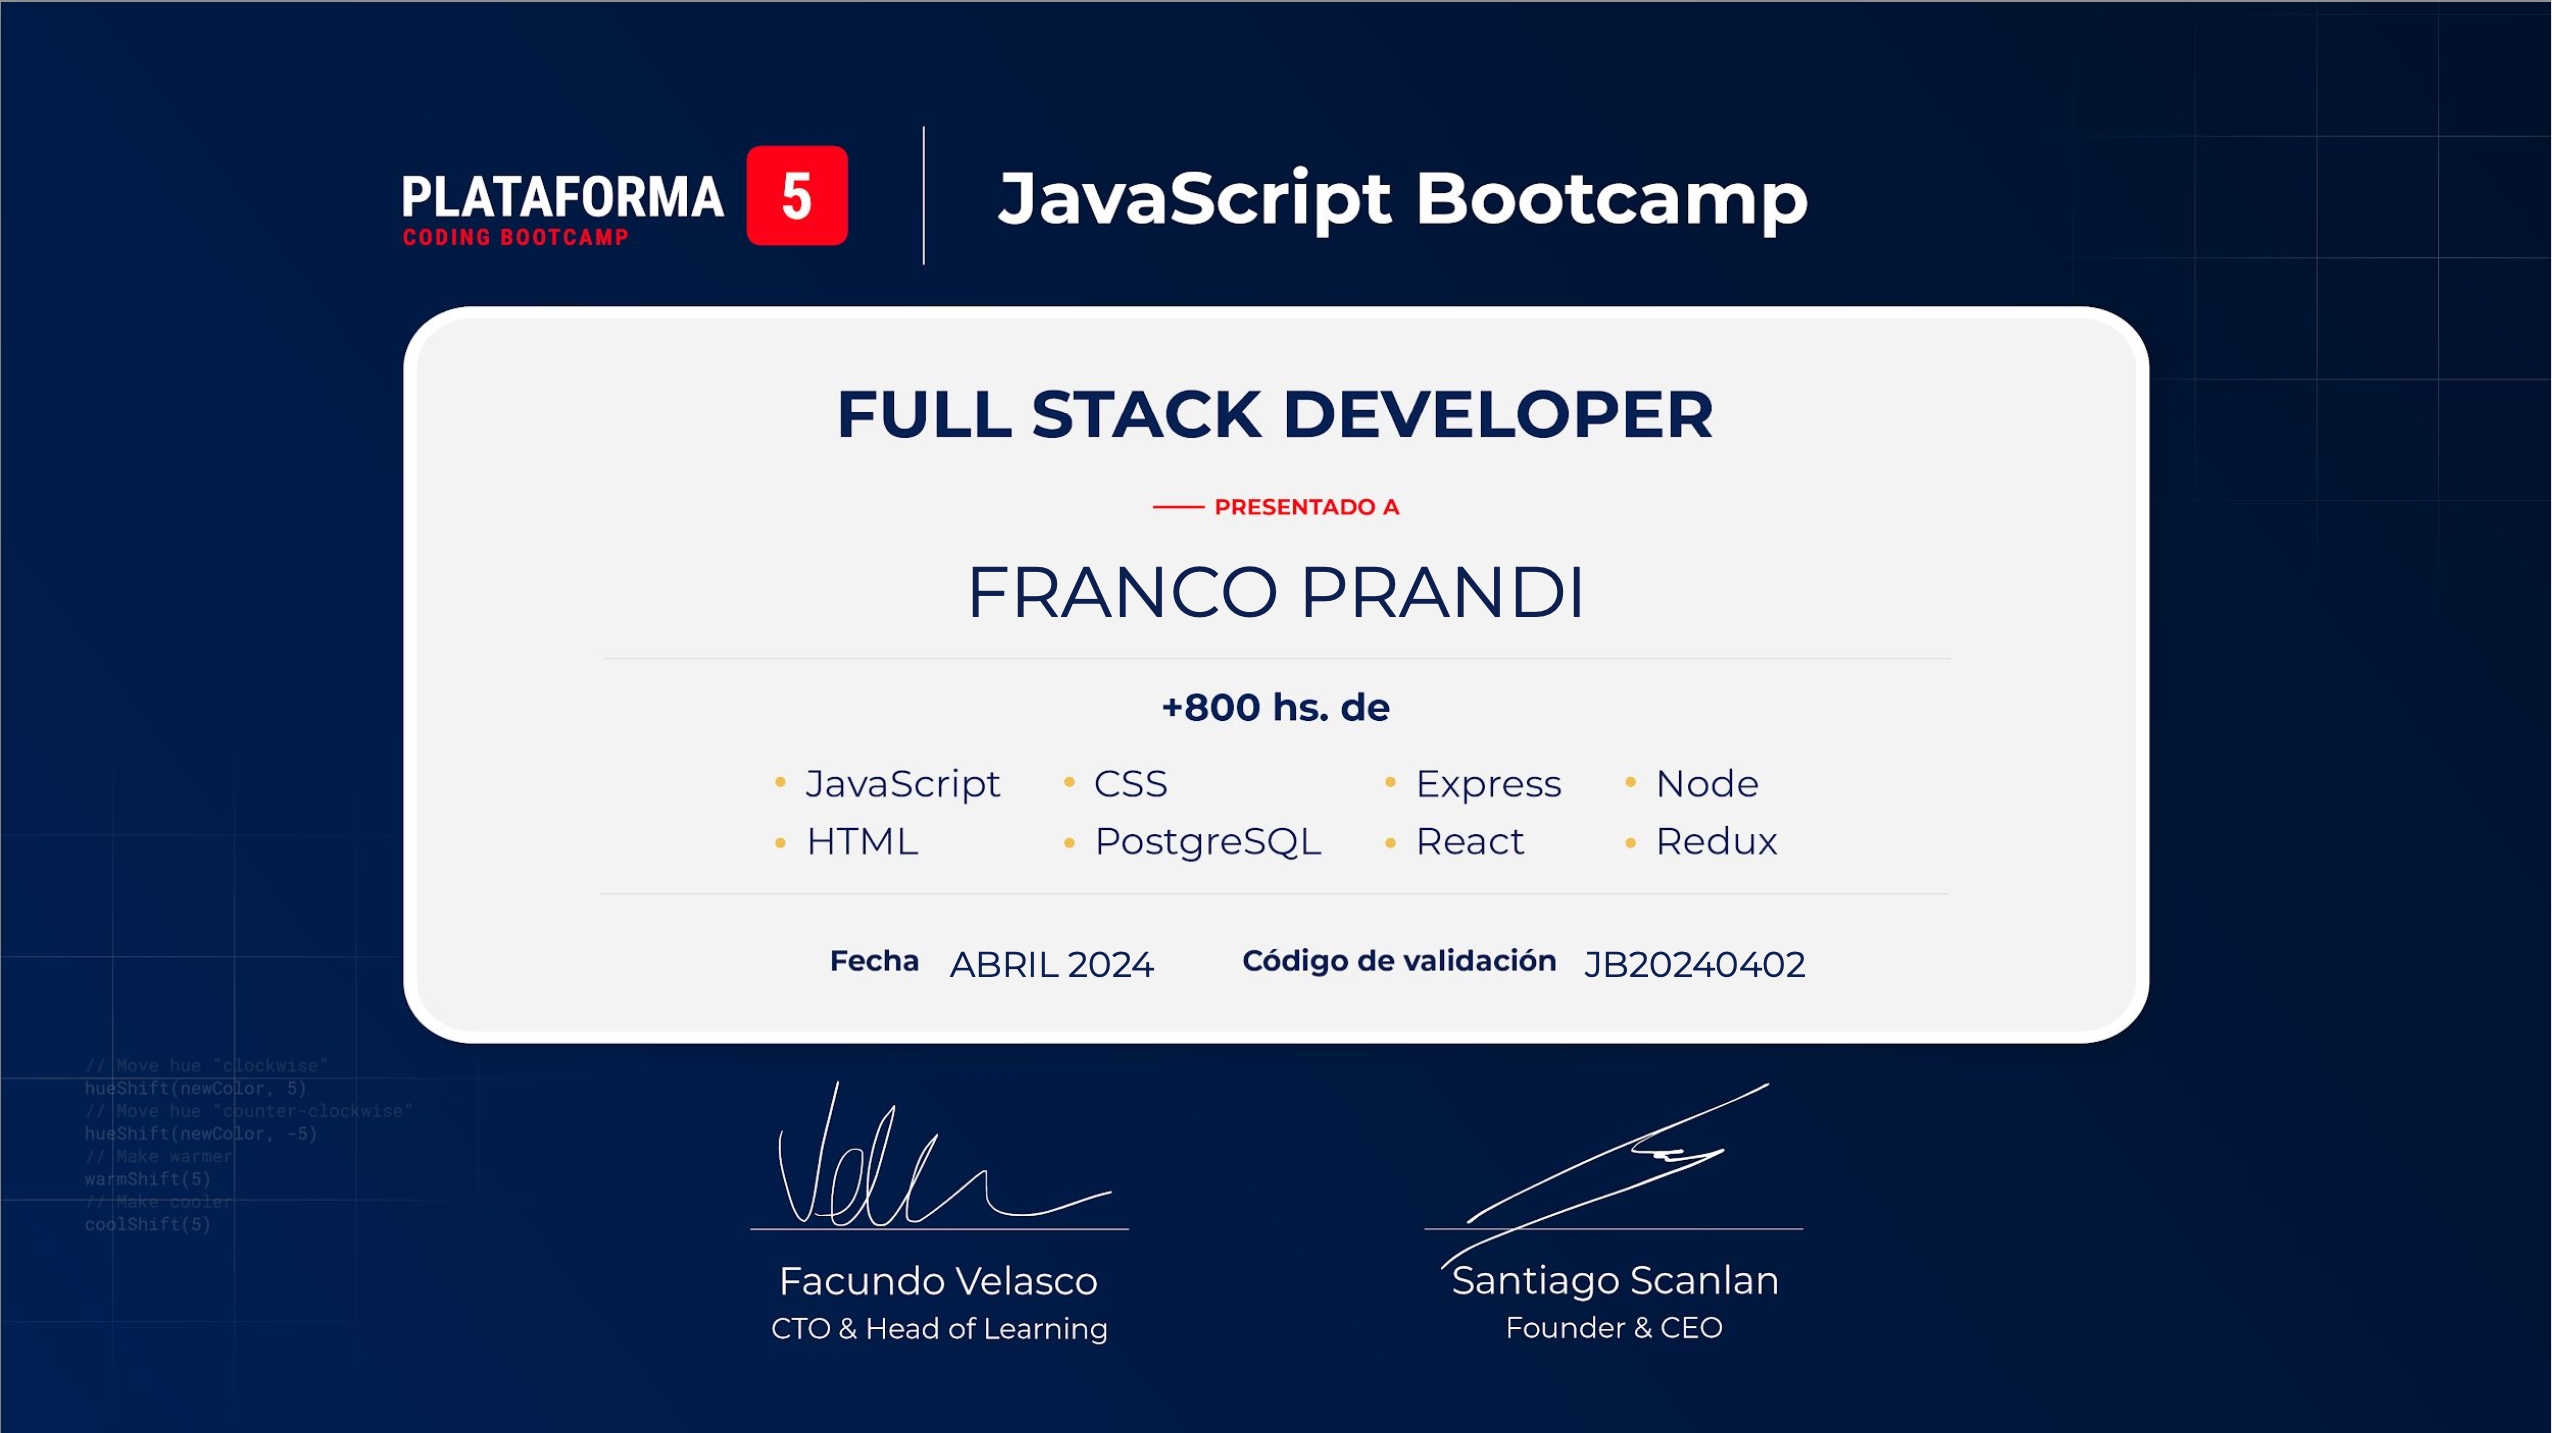 PLATAFORMA 5
CODING BOOTCAMP
JavaScript Bootcamp
FULL STACK DEVELOPER
PRESENTADO A
FRANCO PRANDI
+800 hs. de
• JavaScript • CSS • Express • Node
• HTML • PostgreSQL • React • Redux
Fecha ABRIL 2024 Código de validación JB20240402
// Move hue "clockwise"
hueShift(newColor, 5)
// Move hue "counter-clockwise"
hueShift(newColor, -5)
// Make warmer
warmShift(5)
// Make cooler
coolShift(5)
Facundo Velasco
CTO & Head of Learning
Santiago Scanlan
Founder & CEO